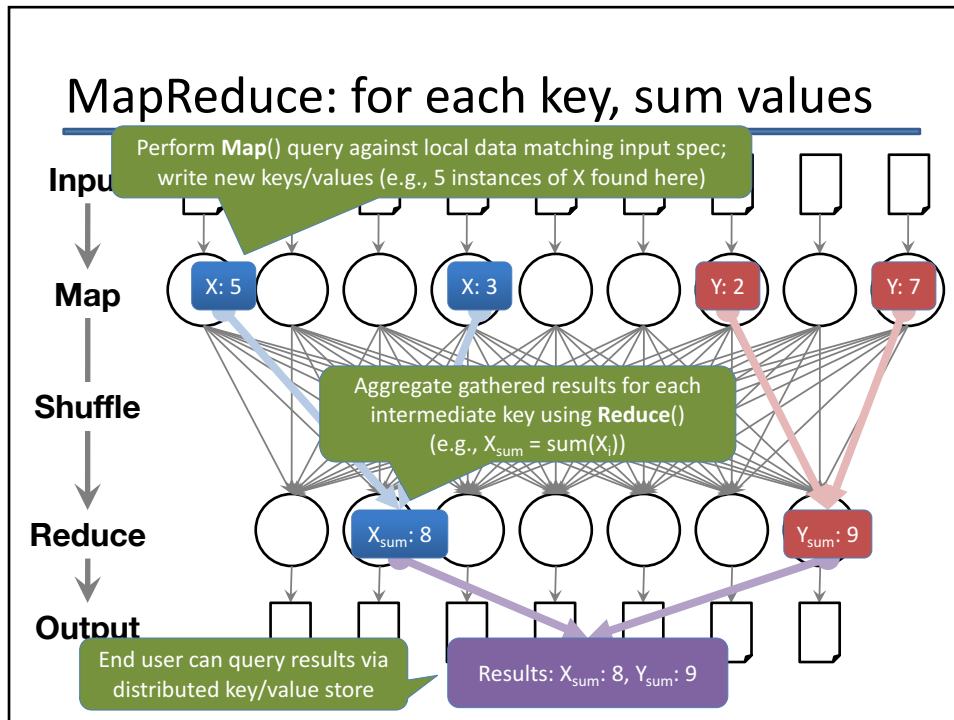 MapReduce: for each key, sum values
Perform Map() query against local data matching input spec;
write new keys/values (e.g., 5 instances of X found here)
Inpu
Map
X: 5
X: 3
Y: 2
Y: 7
Shuffle
Aggregate gathered results for each
intermediate key using Reduce()
(e.g., Xsum = sum(Xi))
Reduce
Xsum: 8
Ysum: 9
Output
End user can query results via
distributed key/value store
Results: Xsum: 8, Ysum: 9